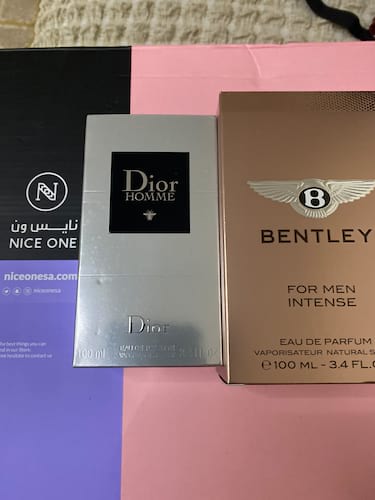 نايس ون
NICE ONE
niceonesa.com
niceonesa
Dior
HOMME
Dior
100 ml
B
BENTLEY
FOR MEN
INTENSE
EAU DE PARFUM
VAPORISATEUR NATURAL
℮ 100 ML - 3.4 FL.